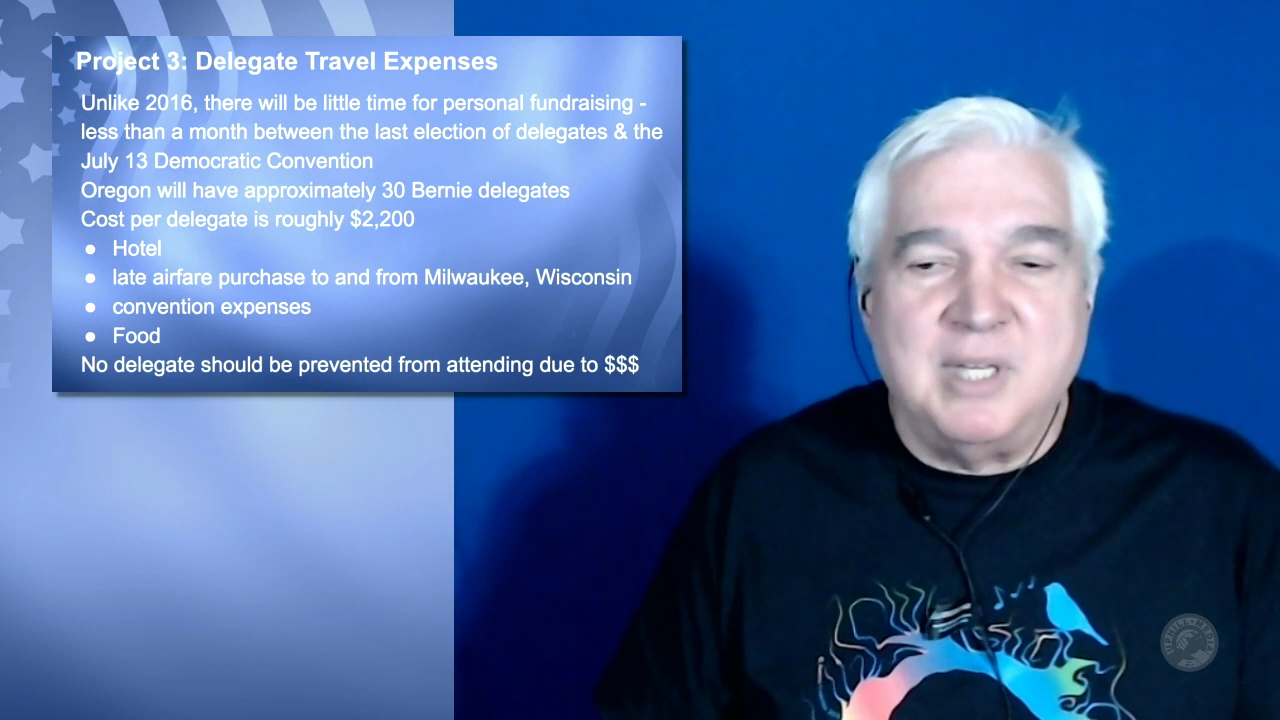 Project 3: Delegate Travel Expenses
Unlike 2016, there will be little time for personal fundraising -
less than a month between the last election of delegates & the
July 13 Democratic Convention
Oregon will have approximately 30 Bernie delegates
Cost per delegate is roughly $2,200
● Hotel
● late airfare purchase to and from Milwaukee, Wisconsin
● convention expenses
● Food
No delegate should be prevented from attending due to $$$